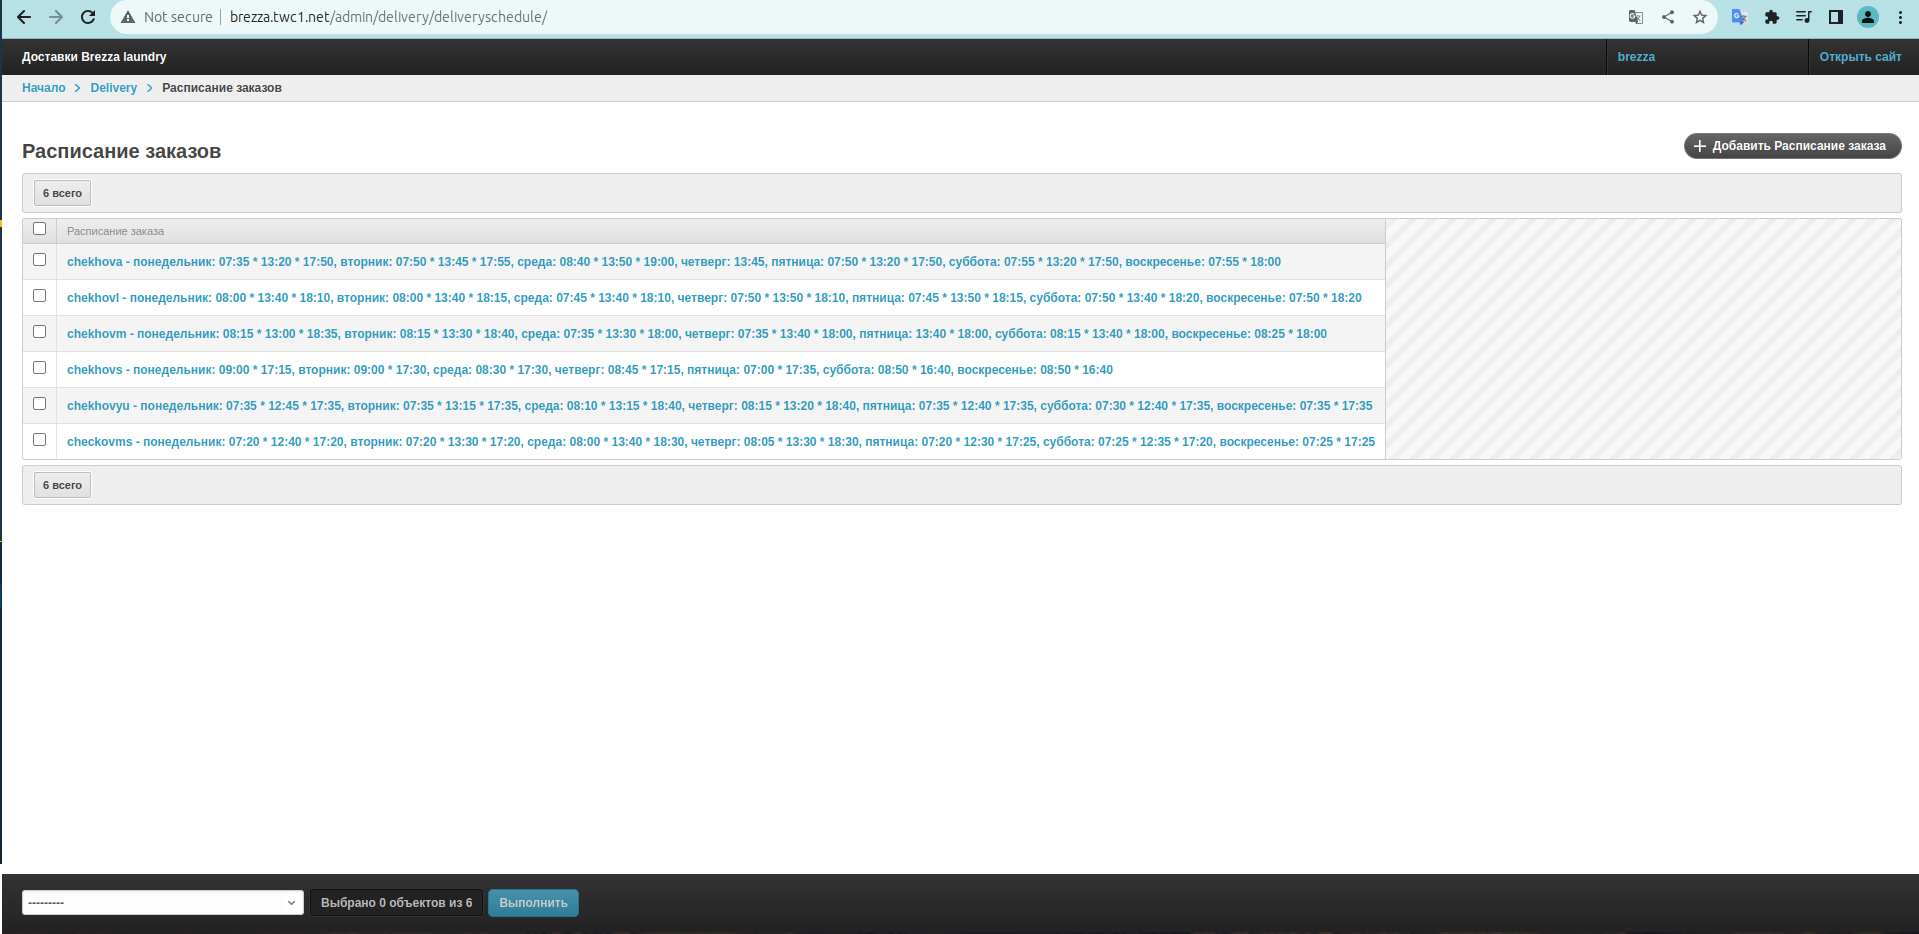 Not secure brezza.twc1.net/admin/delivery/deliveryschedule/
Доставки Brezza laundry
brezza
Открыть сайт
Начало > Delivery > Расписание заказов
Расписание заказов
+ Добавить Расписание заказа
6 всего
Расписание заказа
chekhova - понедельник: 07:35 * 13:20 * 17:50, вторник: 07:50 * 13:45 * 17:55, среда: 08:40 * 13:50 * 19:00, четверг: 13:45, пятница: 07:50 * 13:20 * 17:50, суббота: 07:55 * 13:20 * 17:50, воскресенье: 07:55 * 18:00
chekhovl - понедельник: 08:00 * 13:40 * 18:10, вторник: 08:00 * 13:40 * 18:15, среда: 07:45 * 13:40 * 18:10, четверг: 07:50 * 13:50 * 18:10, пятница: 07:45 * 13:50 * 18:15, суббота: 07:50 * 13:40 * 18:20, воскресенье: 07:50 * 18:20
chekhovm - понедельник: 08:15 * 13:00 * 18:35, вторник: 08:15 * 13:30 * 18:40, среда: 07:35 * 13:30 * 18:00, четверг: 07:35 * 13:40 * 18:00, пятница: 13:40 * 18:00, суббота: 08:15 * 13:40 * 18:00, воскресенье: 08:25 * 18:00
chekhovs - понедельник: 09:00 * 17:15, вторник: 09:00 * 17:30, среда: 08:30 * 17:30, четверг: 08:45 * 17:15, пятница: 07:00 * 17:35, суббота: 08:50 * 16:40, воскресенье: 08:50 * 16:40
chekhovyu - понедельник: 07:35 * 12:45 * 17:35, вторник: 07:35 * 13:15 * 17:35, среда: 08:10 * 13:15 * 18:40, четверг: 08:15 * 13:20 * 18:40, пятница: 07:35 * 12:40 * 17:35, суббота: 07:30 * 12:40 * 17:35, воскресенье: 07:35 * 17:35
checkovms - понедельник: 07:20 * 12:40 * 17:20, вторник: 07:20 * 13:30 * 17:20, среда: 08:00 * 13:40 * 18:30, четверг: 08:05 * 13:30 * 18:30, пятница: 07:20 * 12:30 * 17:25, суббота: 07:25 * 12:35 * 17:20, воскресенье: 07:25 * 17:25
6 всего
---------
Выбрано 0 объектов из 6
Выполнить